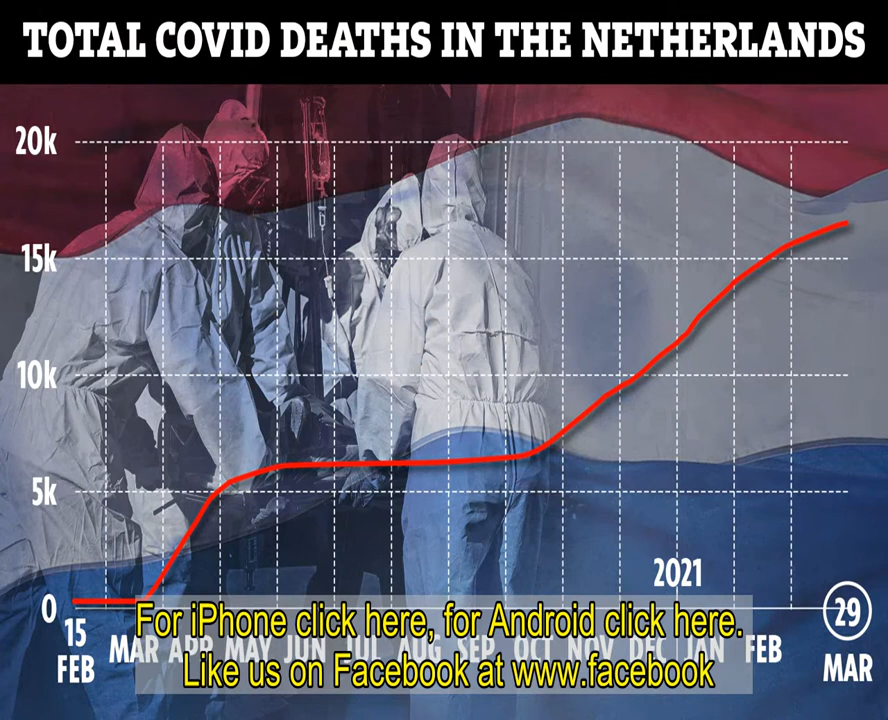 TOTAL COVID DEATHS IN THE NETHERLANDS
20k
15k
10k
5k
0
2021
15 FEB MAR APR MAY JUN JUL AUG SEP OCT NOV DEC JAN FEB 29 MAR
For iPhone click here, for Android click here.
Like us on Facebook at www.facebook